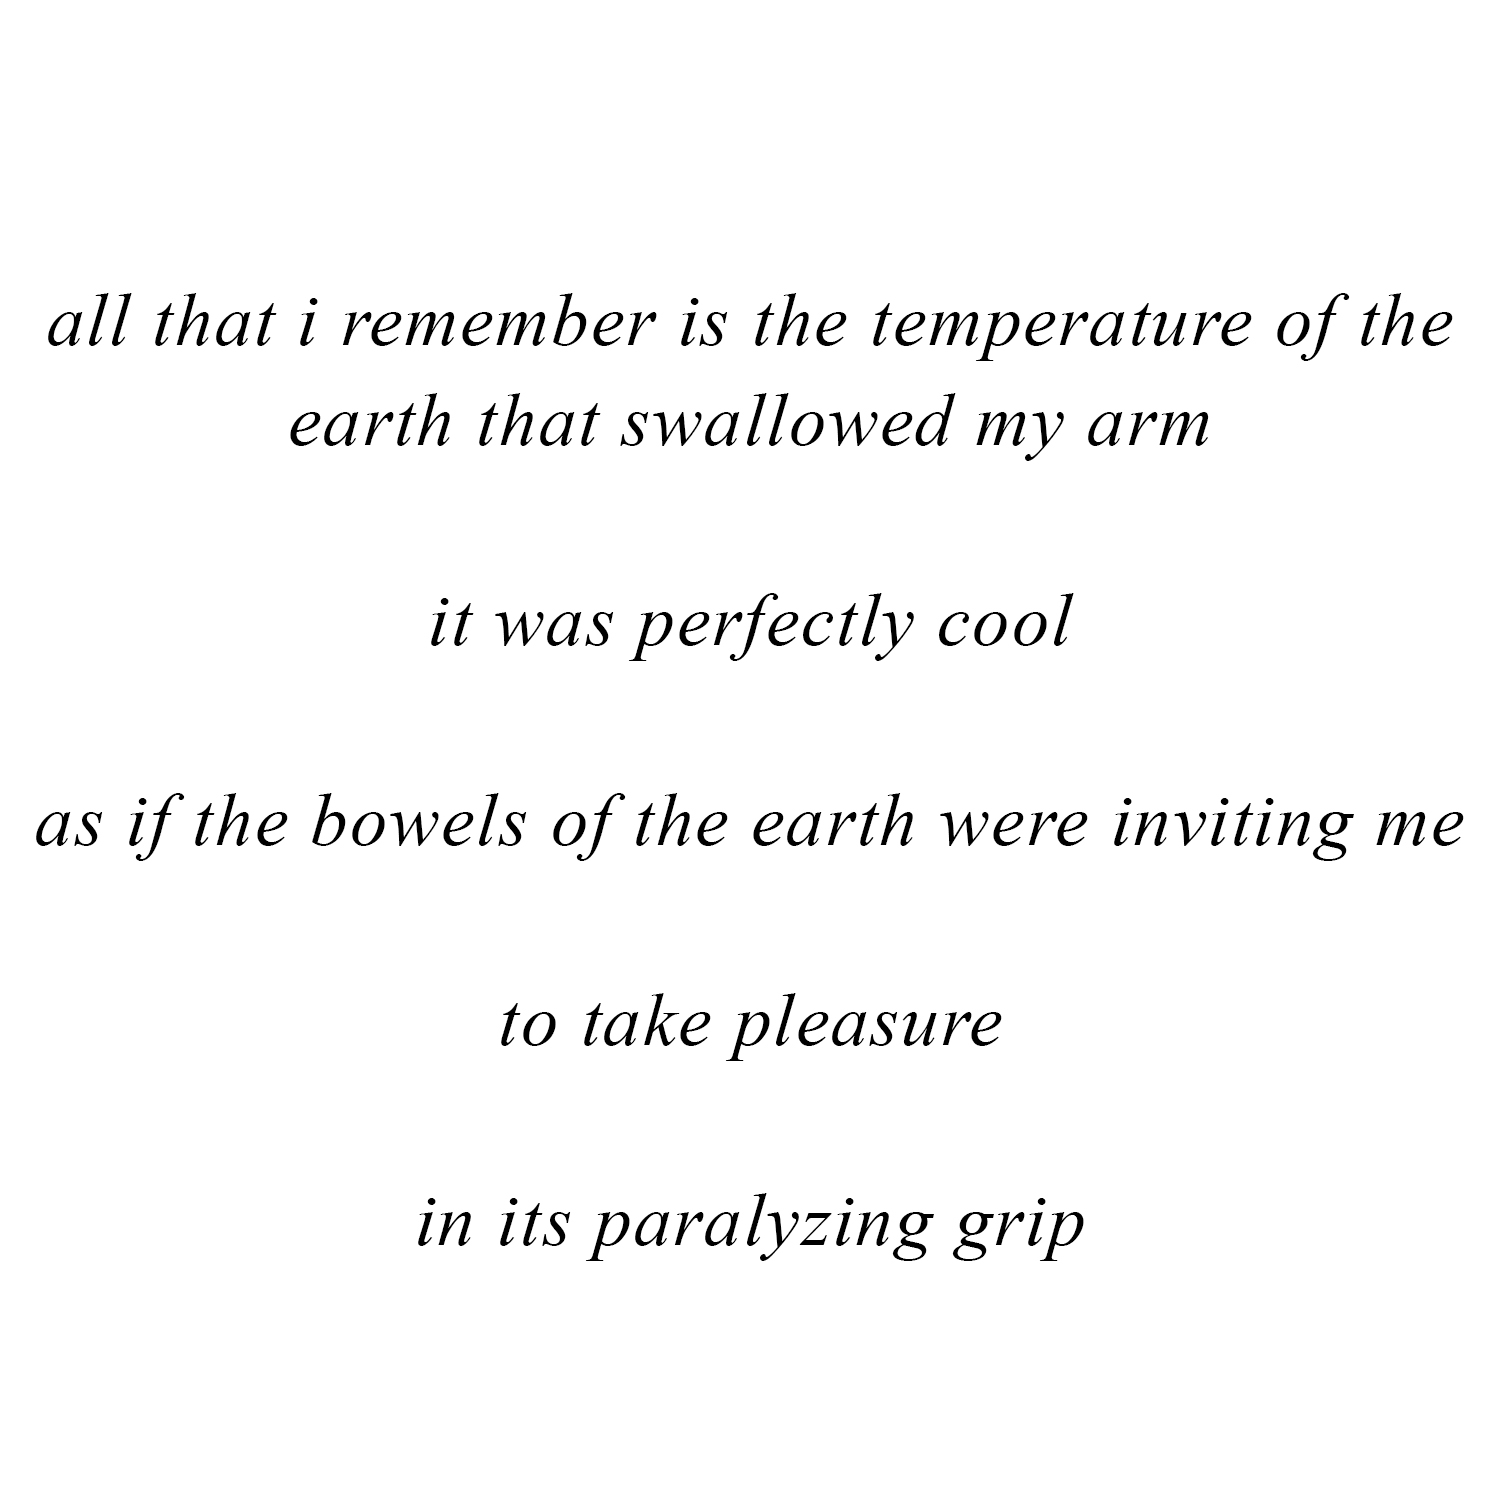 all that i remember is the temperature of the
earth that swallowed my arm
it was perfectly cool
as if the bowels of the earth were inviting me
to take pleasure
in its paralyzing grip